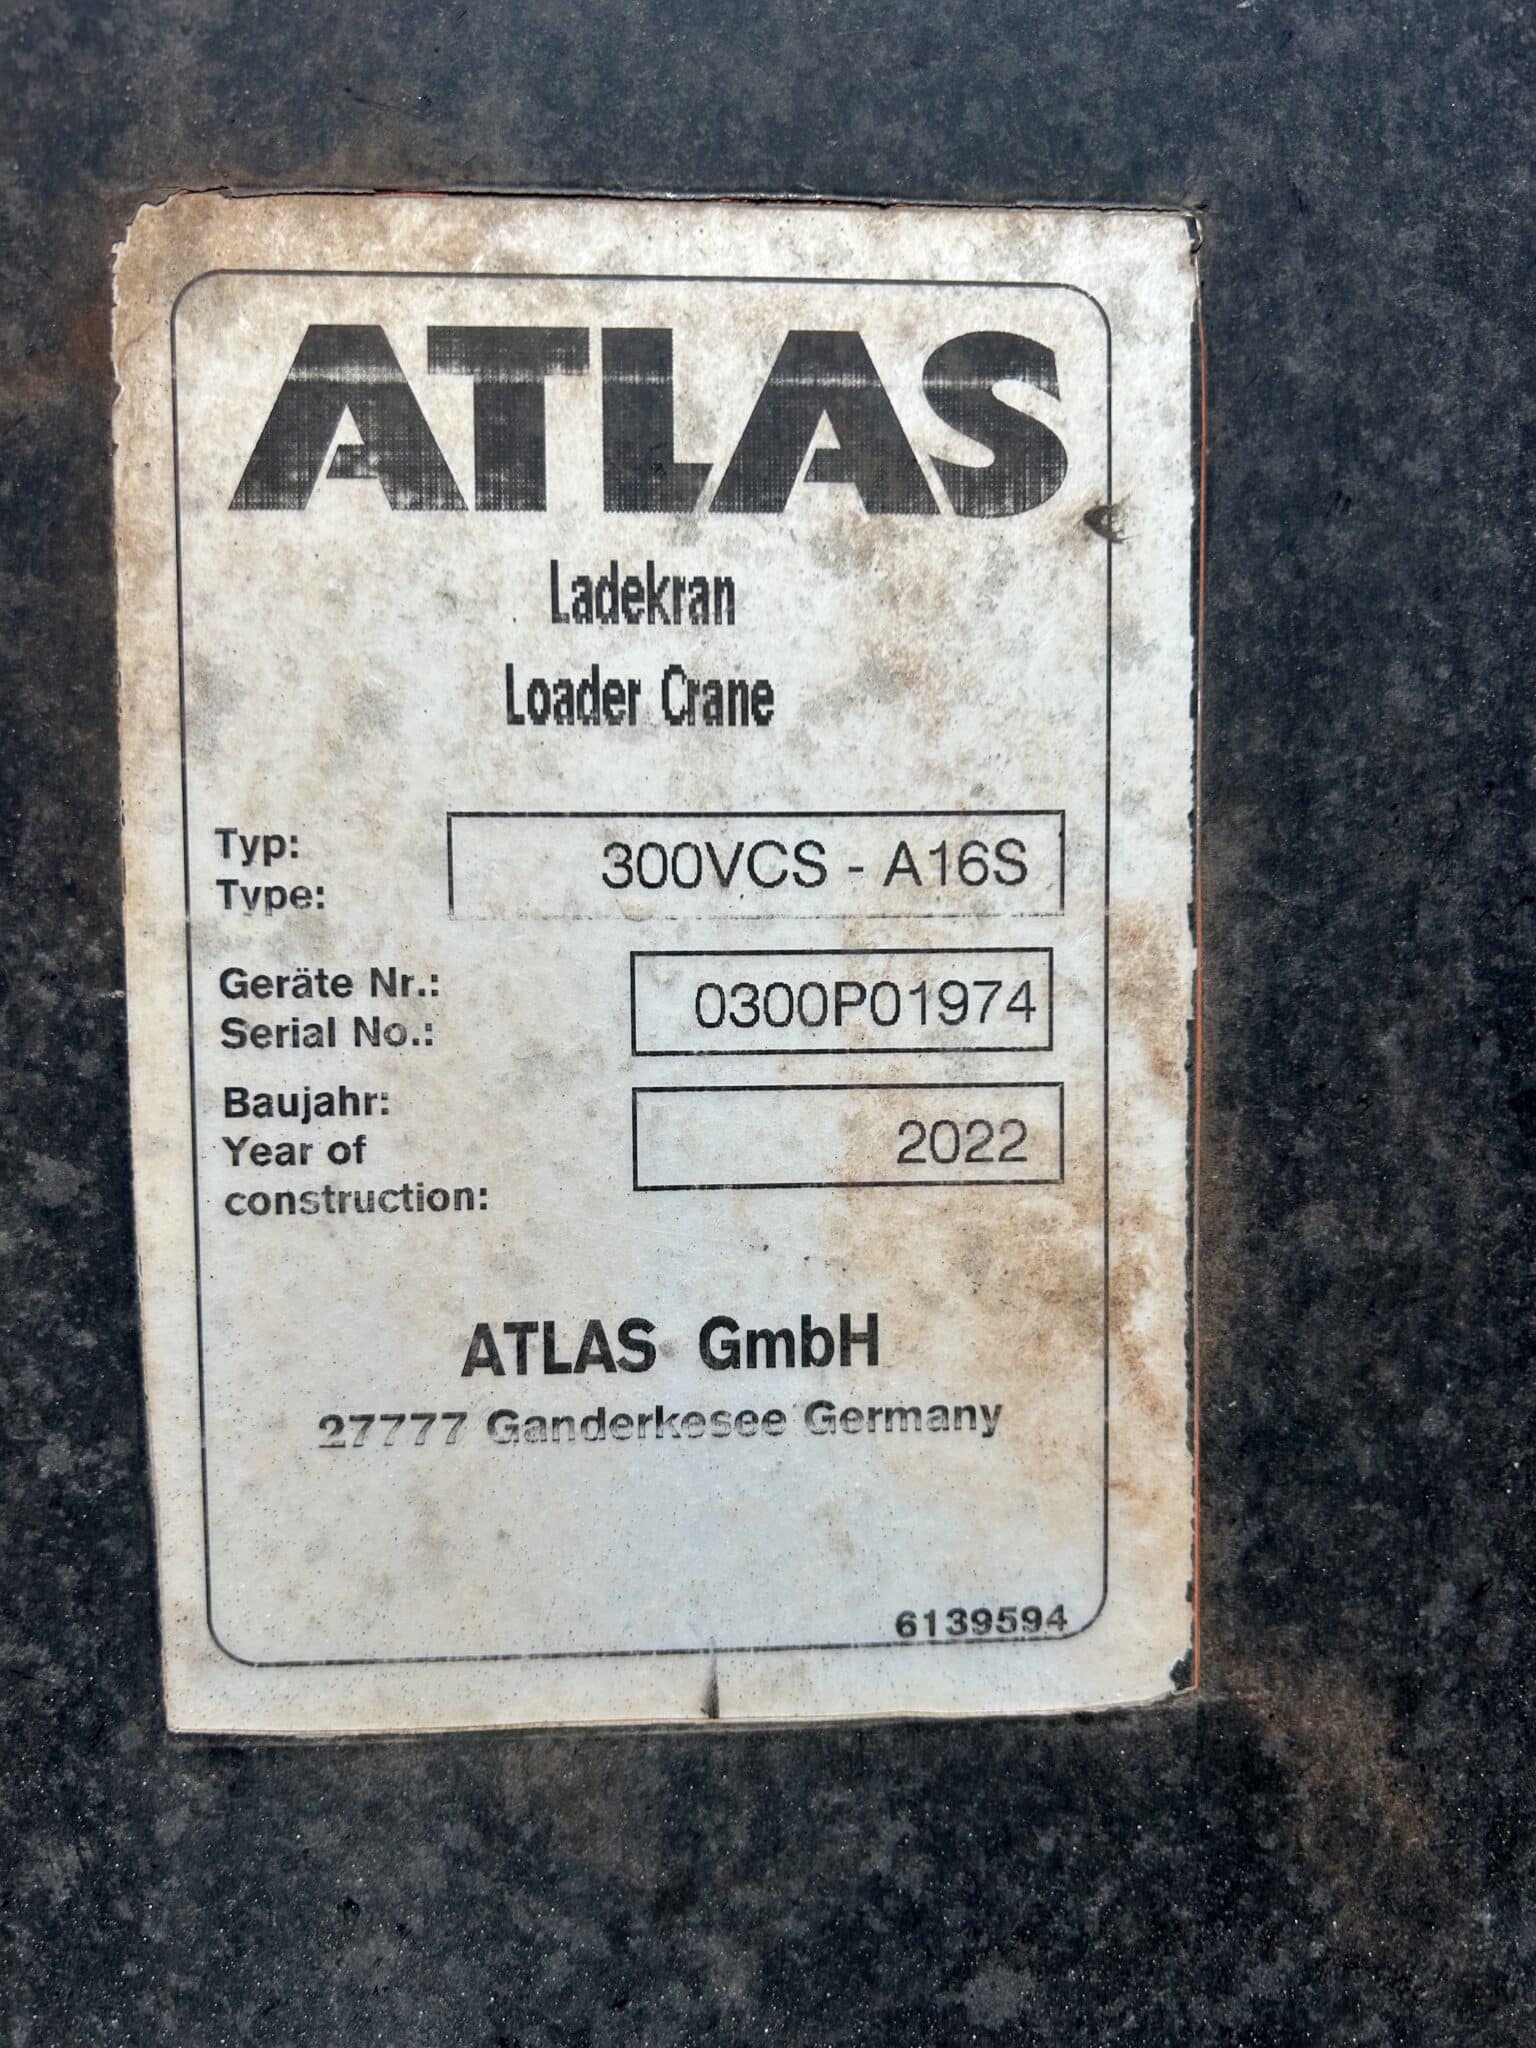 ATLAS
Ladekran
Loader Crane
Typ:
Type:
300VCS - A16S
Geräte Nr.:
Serial No.:
0300P01974
Baujahr:
Year of
construction:
2022
ATLAS GmbH
27777 Ganderkesee Germany
6139594